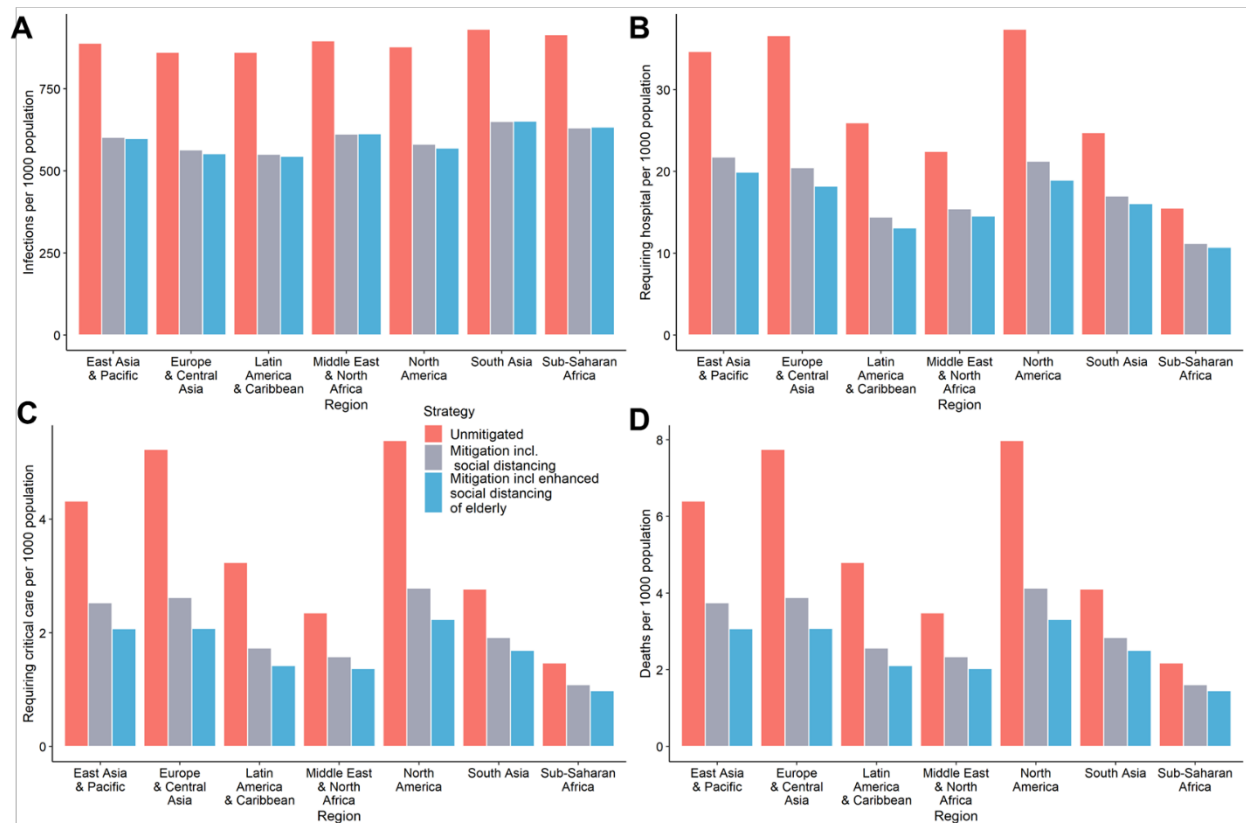 A
Infections per 1000 population
750
500
250
0
East Asia
& Pacific
Europe
& Central
Asia
Latin
America
& Caribbean
Middle East
& North
Africa
North
America
South Asia
Sub-Saharan
Africa
Region
B
Requiring hospital per 1000 population
30
20
10
0
East Asia
& Pacific
Europe
& Central
Asia
Latin
America
& Caribbean
Middle East
& North
Africa
North
America
South Asia
Sub-Saharan
Africa
Region
C
Requiring critical care per 1000 population
4
2
0
Strategy
Unmitigated
Mitigation incl.
social distancing
Mitigation incl enhanced
social distancing
of elderly
East Asia
& Pacific
Europe
& Central
Asia
Latin
America
& Caribbean
Middle East
& North
Africa
North
America
South Asia
Sub-Saharan
Africa
Region
D
Deaths per 1000 population
8
6
4
2
0
East Asia
& Pacific
Europe
& Central
Asia
Latin
America
& Caribbean
Middle East
& North
Africa
North
America
South Asia
Sub-Saharan
Africa
Region